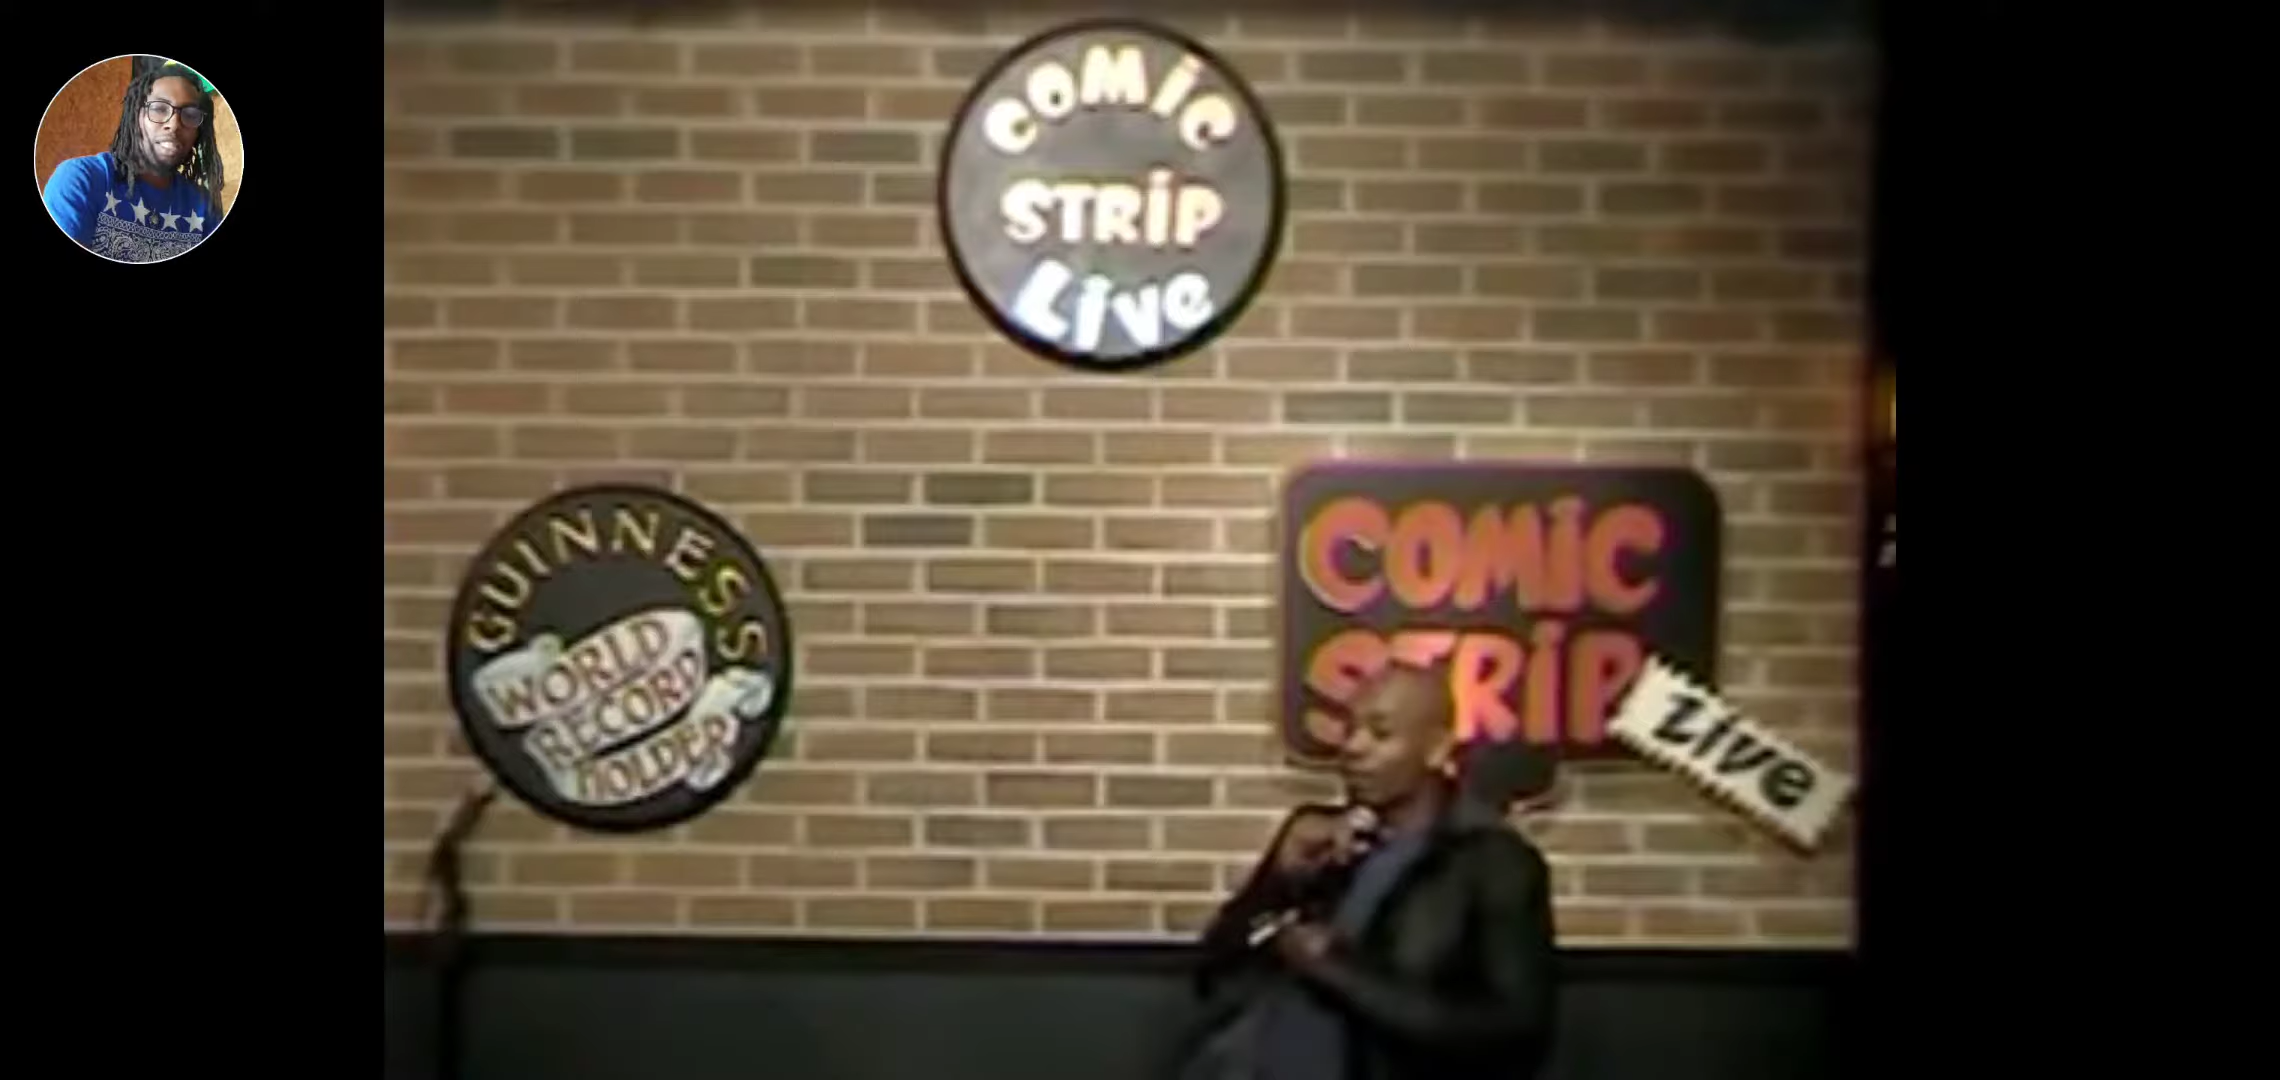 COMiC
STRiP
Live
GUINNESS
WORLD
RECORD
HOLDER
COMiC
STRiP
Live